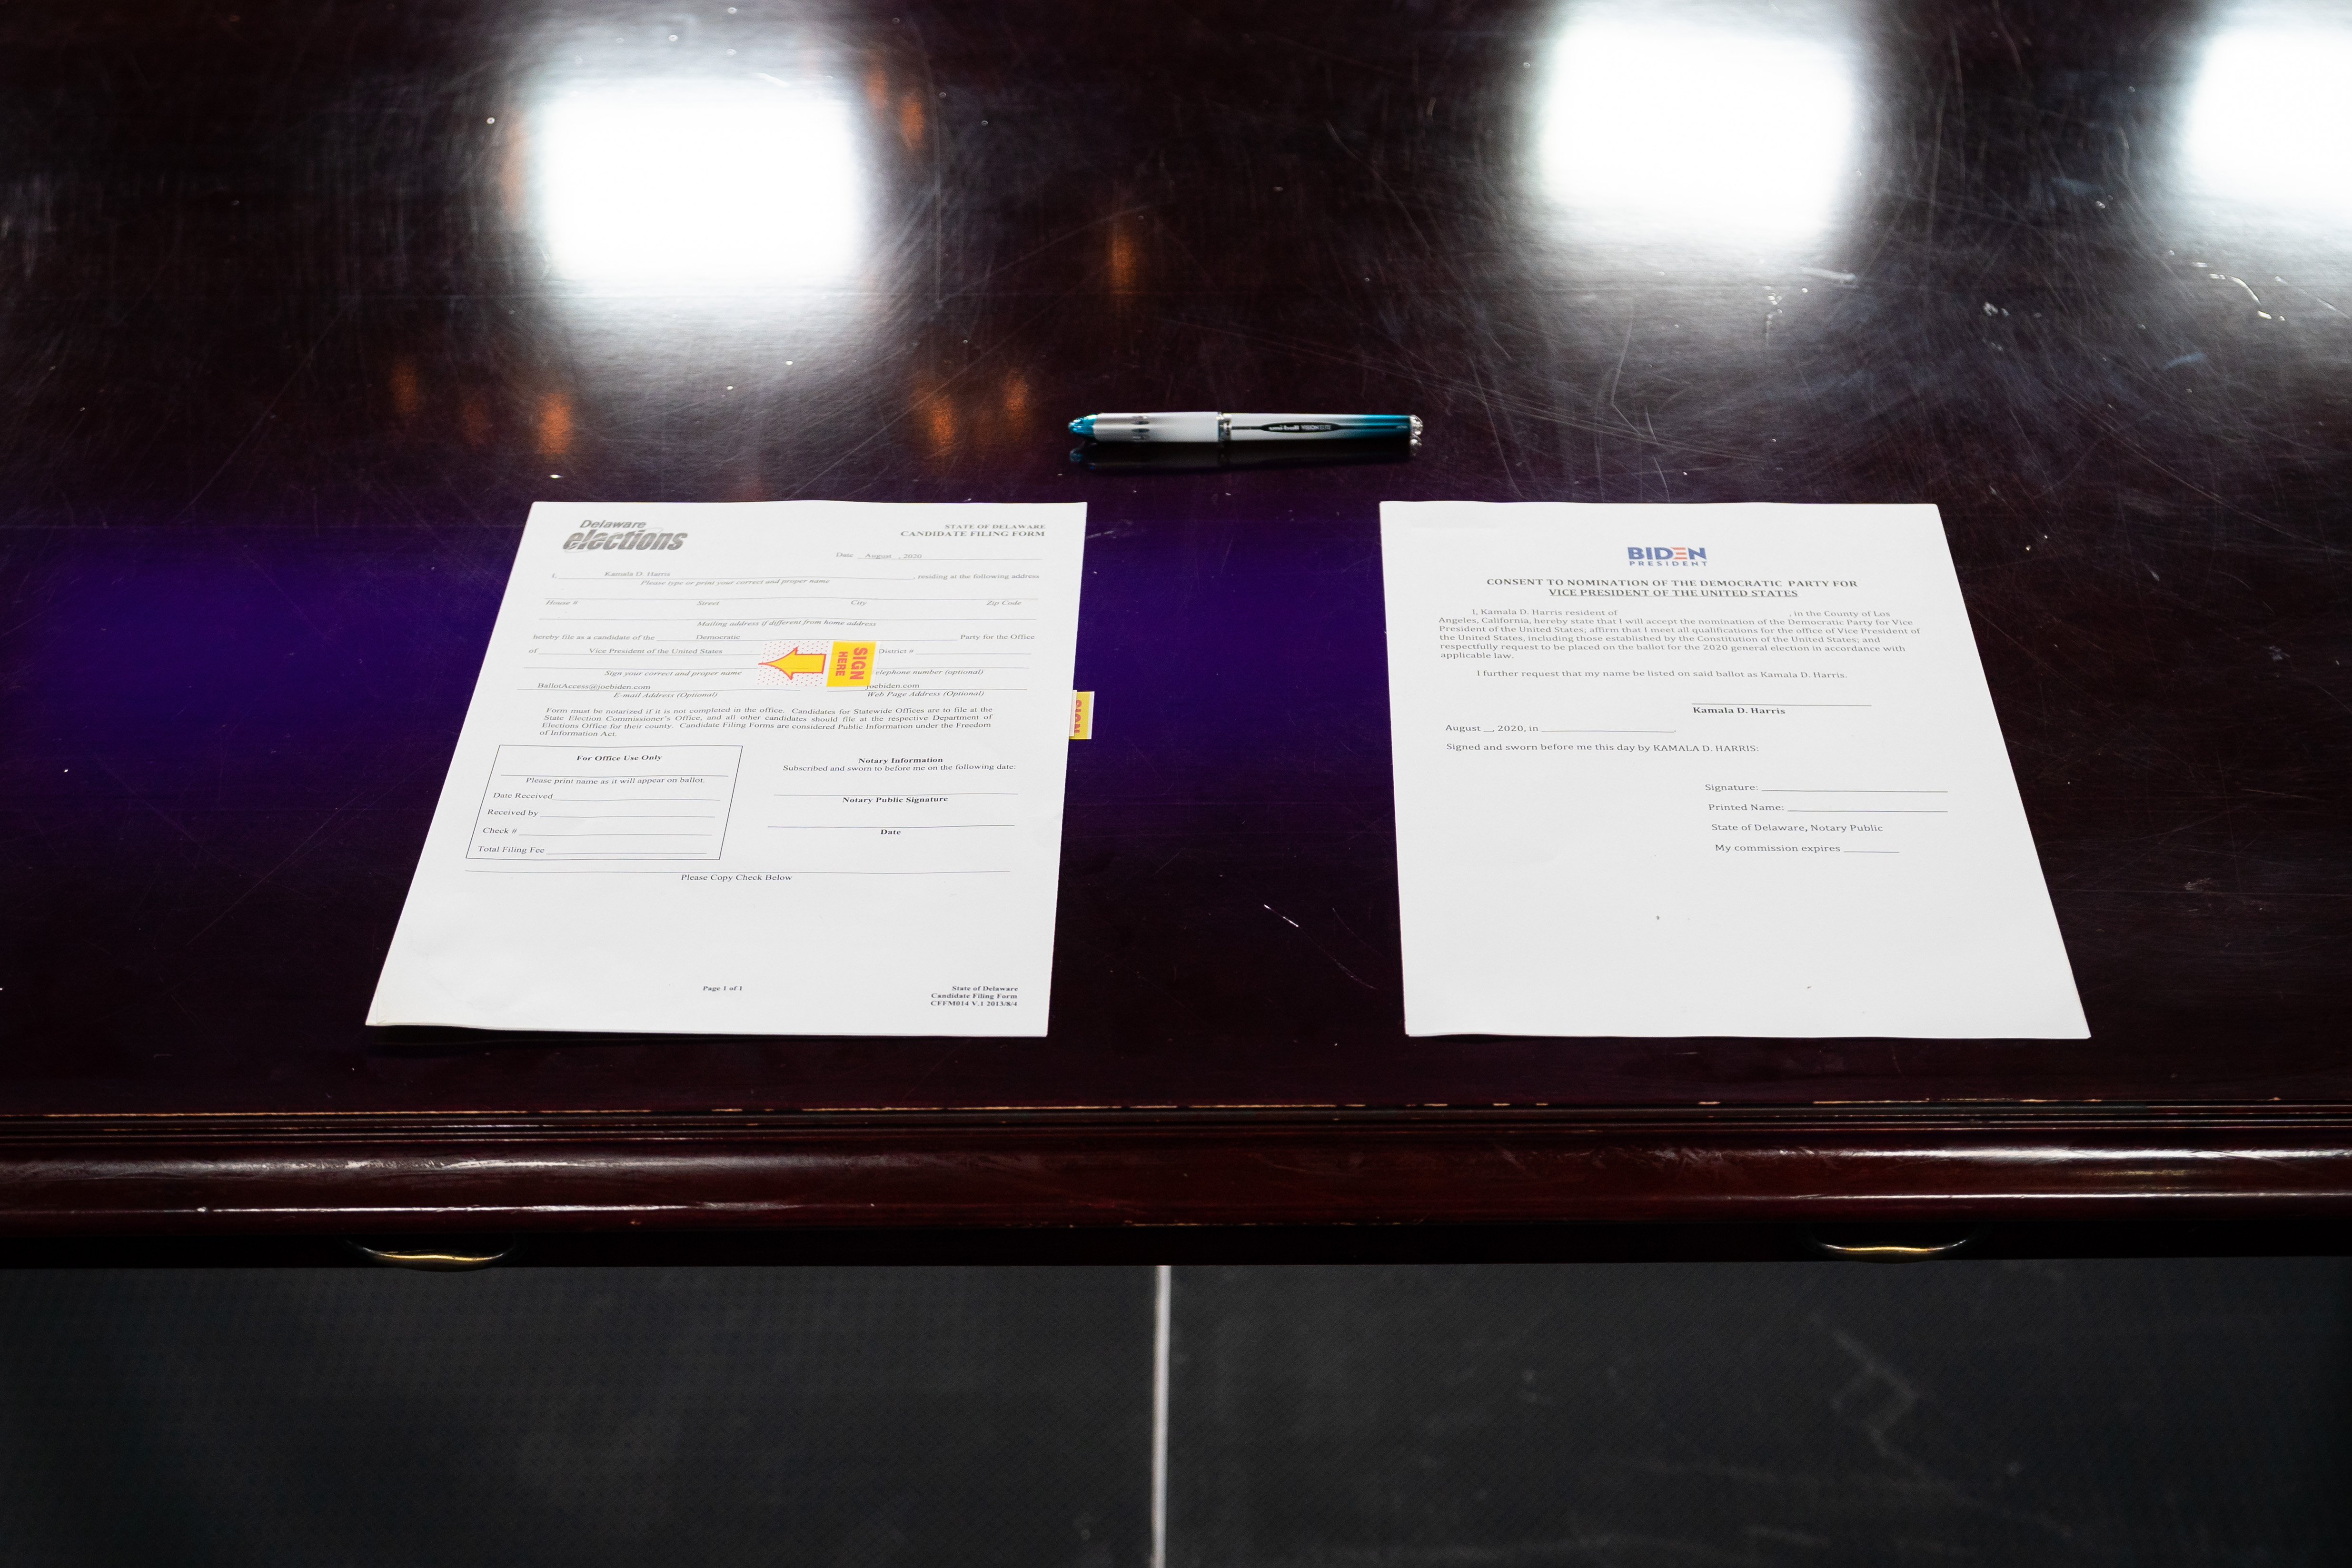 uni-ball VISION ELITE
Delaware
elections
STATE OF DELAWARE
CANDIDATE FILING FORM
Date August , 2020
I, Kamala D. Harris , residing at the following address
Please type or print your correct and proper name
House # Street City Zip Code
Mailing address if different from home address
hereby file as a candidate of the Democratic Party for the Office
of Vice President of the United States District #
SIGN
HERE
Sign your correct and proper name elephone number (optional)
BallotAccess@joebiden.com joebiden.com
E-mail Address (Optional) Web Page Address (Optional)
SIGN
Form must be notarized if it is not completed in the office. Candidates for Statewide Offices are to file at the
State Election Commissioner's Office, and all other candidates should file at the respective Department of
Elections Office for their county. Candidate Filing Forms are considered Public Information under the Freedom
of Information Act.
For Office Use Only
Please print name as it will appear on ballot.
Date Received
Received by
Check #
Total Filing Fee
Notary Information
Subscribed and sworn to before me on the following date:
Notary Public Signature
Date
Please Copy Check Below
Page 1 of 1
State of Delaware
Candidate Filing Form
CFFM014 V.1 2013/8/4
BIDEN
PRESIDENT
CONSENT TO NOMINATION OF THE DEMOCRATIC PARTY FOR
VICE PRESIDENT OF THE UNITED STATES
I, Kamala D. Harris resident of , in the County of Los
Angeles, California, hereby state that I will accept the nomination of the Democratic Party for Vice
President of the United States; affirm that I meet all qualifications for the office of Vice President of
the United States, including those established by the Constitution of the United States; and
respectfully request to be placed on the ballot for the 2020 general election in accordance with
applicable law.
I further request that my name be listed on said ballot as Kamala D. Harris.
Kamala D. Harris
August __, 2020, in ____________________.
Signed and sworn before me this day by KAMALA D. HARRIS:
Signature:
Printed Name:
State of Delaware, Notary Public
My commission expires